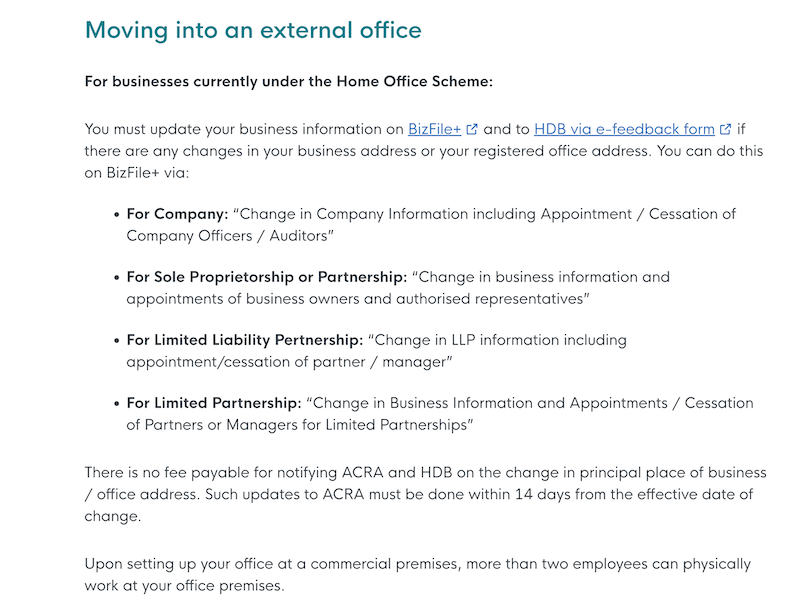 Moving into an external office
For businesses currently under the Home Office Scheme:
You must update your business information on BizFile+ and to HDB via e-feedback form if
there are any changes in your business address or your registered office address. You can do this
on BizFile+ via:
• For Company: “Change in Company Information including Appointment / Cessation of
Company Officers / Auditors”
• For Sole Proprietorship or Partnership: “Change in business information and
appointments of business owners and authorised representatives”
• For Limited Liability Pertnership: “Change in LLP information including
appointment/cessation of partner / manager”
• For Limited Partnership: “Change in Business Information and Appointments / Cessation
of Partners or Managers for Limited Partnerships”
There is no fee payable for notifying ACRA and HDB on the change in principal place of business
/ office address. Such updates to ACRA must be done within 14 days from the effective date of
change.
Upon setting up your office at a commercial premises, more than two employees can physically
work at your office premises.